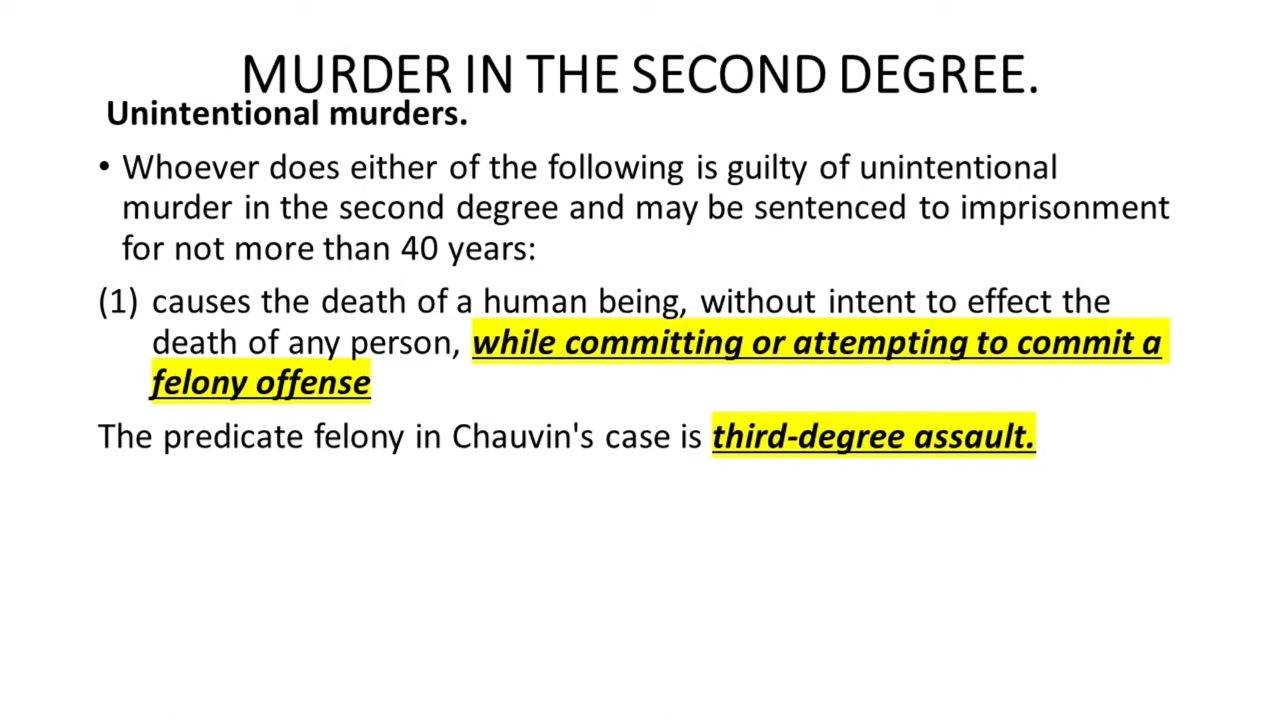 MURDER IN THE SECOND DEGREE.
Unintentional murders.
• Whoever does either of the following is guilty of unintentional
murder in the second degree and may be sentenced to imprisonment
for not more than 40 years:
(1) causes the death of a human being, without intent to effect the
death of any person, while committing or attempting to commit a
felony offense
The predicate felony in Chauvin's case is third-degree assault.